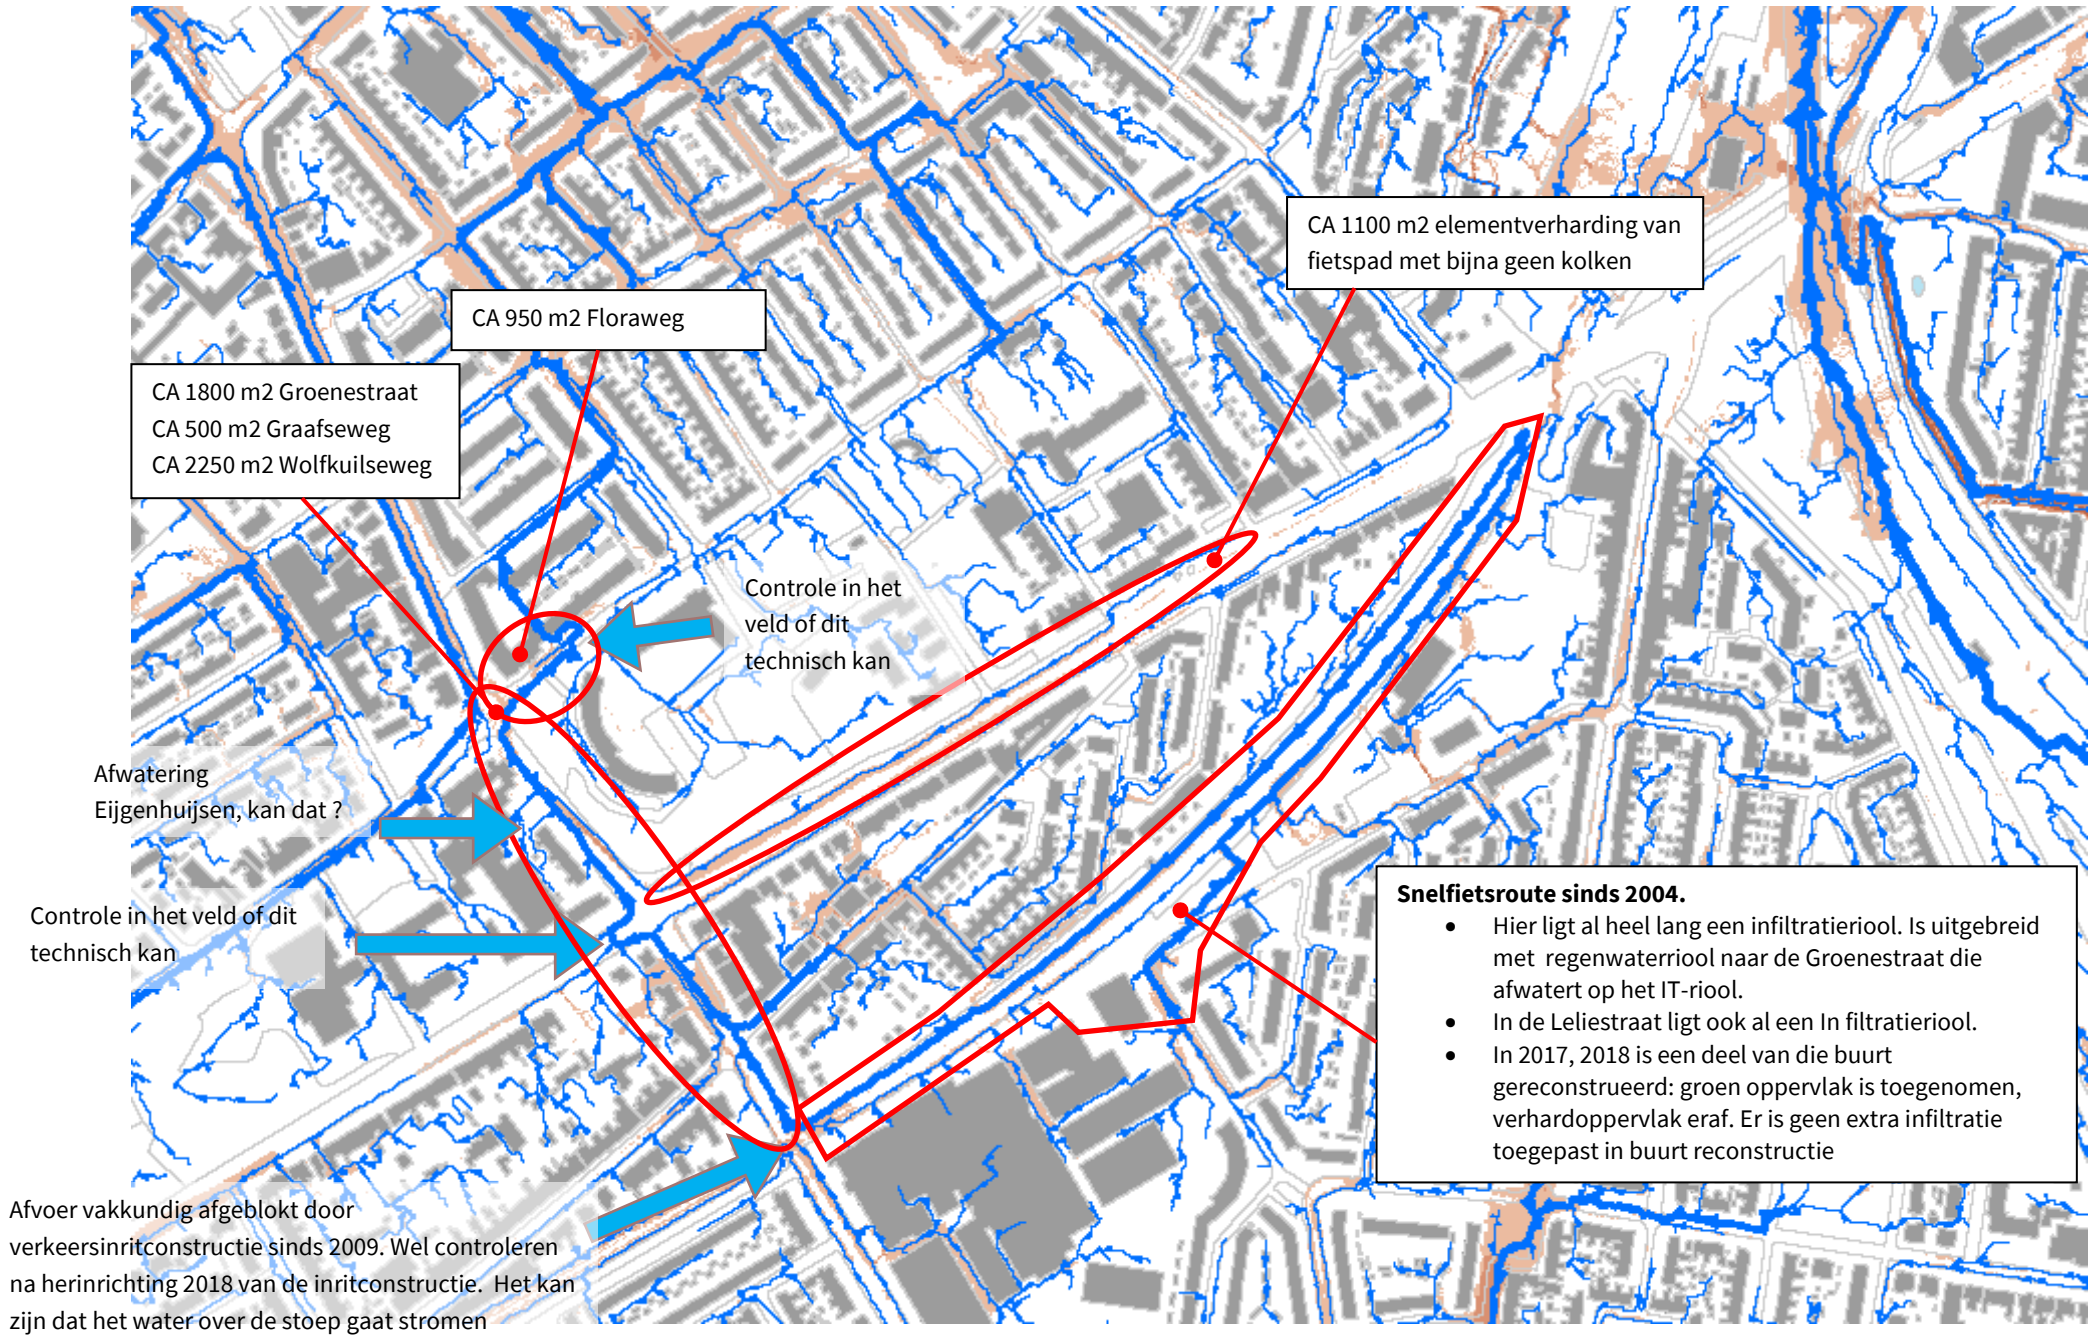 CA 1100 m2 elementverharding van
fietspad met bijna geen kolken
CA 950 m2 Floraweg
CA 1800 m2 Groenestraat
CA 500 m2 Graafseweg
CA 2250 m2 Wolfkuilseweg
Controle in het
veld of dit
technisch kan
Afwatering
Eijgenhuijsen, kan dat ?
Controle in het veld of dit
technisch kan
Snelfietsroute sinds 2004.
• Hier ligt al heel lang een infiltratieriool. Is uitgebreid
met regenwaterriool naar de Groenestraat die
afwatert op het IT-riool.
• In de Leliestraat ligt ook al een In filtratieriool.
• In 2017, 2018 is een deel van die buurt
gereconstrueerd: groen oppervlak is toegenomen,
verhardoppervlak eraf. Er is geen extra infiltratie
toegepast in buurt reconstructie
Afvoer vakkundig afgeblokt door
verkeersinritconstructie sinds 2009. Wel controleren
na herinrichting 2018 van de inritconstructie. Het kan
zijn dat het water over de stoep gaat stromen